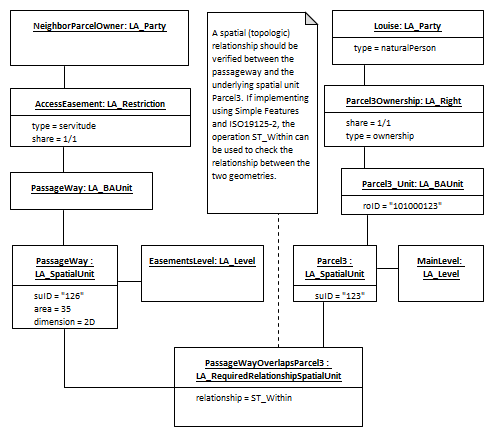 NeighborParcelOwner: LA_Party
AccessEasement: LA_Restriction
type = servitude
share = 1/1
PassageWay: LA_BAUnit
PassageWay :
LA_SpatialUnit
suID = "126"
area = 35
dimension = 2D
EasementsLevel: LA_Level
A spatial (topologic)
relationship should be
verified between the
passageway and the
underlying spatial unit
Parcel3. If implementing
using Simple Features
and ISO19125-2, the
operation ST_Within can
be used to check the
relationship between the
two geometries.
Louise: LA_Party
type = naturalPerson
Parcel3Ownership: LA_Right
share = 1/1
type = ownership
Parcel3_Unit: LA_BAUnit
roID = "101000123"
Parcel3 :
LA_SpatialUnit
suID = "123"
MainLevel:
LA_Level
PassageWayOverlapsParcel3 :
LA_RequiredRelationshipSpatialUnit
relationship = ST_Within